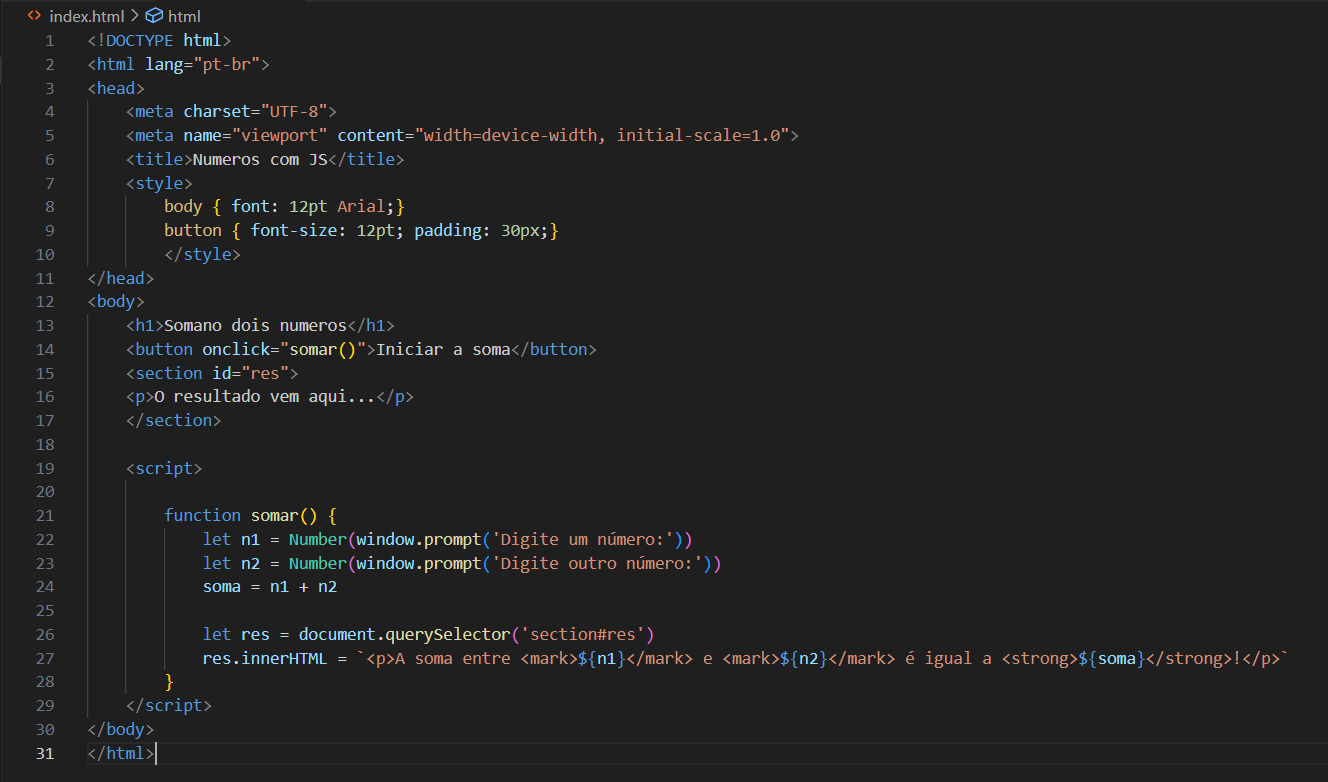 index.html > html
1 <!DOCTYPE html>
2 <html lang="pt-br">
3 <head>
4     <meta charset="UTF-8">
5     <meta name="viewport" content="width=device-width, initial-scale=1.0">
6     <title>Numeros com JS</title>
7     <style>
8         body { font: 12pt Arial;}
9         button { font-size: 12pt; padding: 30px;}
10         </style>
11 </head>
12 <body>
13     <h1>Somano dois numeros</h1>
14     <button onclick="somar()">Iniciar a soma</button>
15     <section id="res">
16     <p>O resultado vem aqui...</p>
17     </section>
18
19     <script>
20
21         function somar() {
22             let n1 = Number(window.prompt('Digite um número:'))
23             let n2 = Number(window.prompt('Digite outro número:'))
24             soma = n1 + n2
25
26             let res = document.querySelector('section#res')
27             res.innerHTML = `<p>A soma entre <mark>${n1}</mark> e <mark>${n2}</mark> é igual a <strong>${soma}</strong>!</p>`
28         }
29     </script>
30 </body>
31 </html>